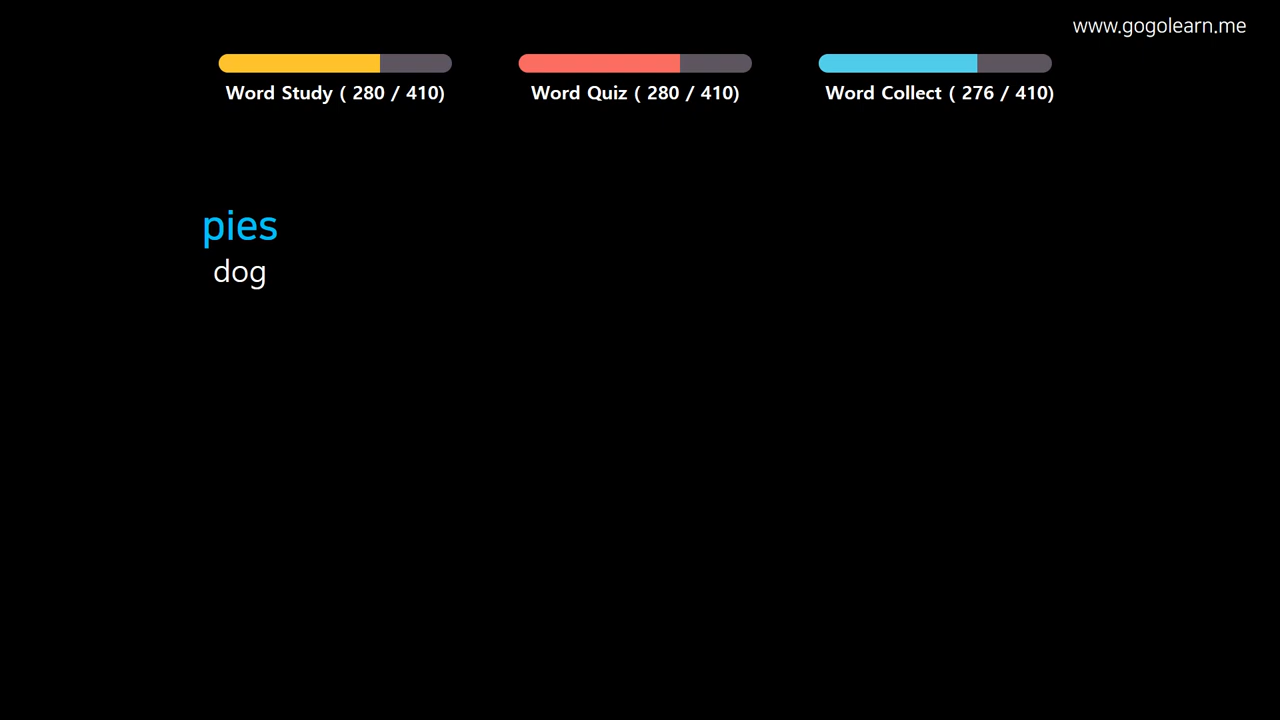 www.gogolearn.me
Word Study ( 280 / 410)
Word Quiz ( 280 / 410)
Word Collect ( 276 / 410)
pies
dog